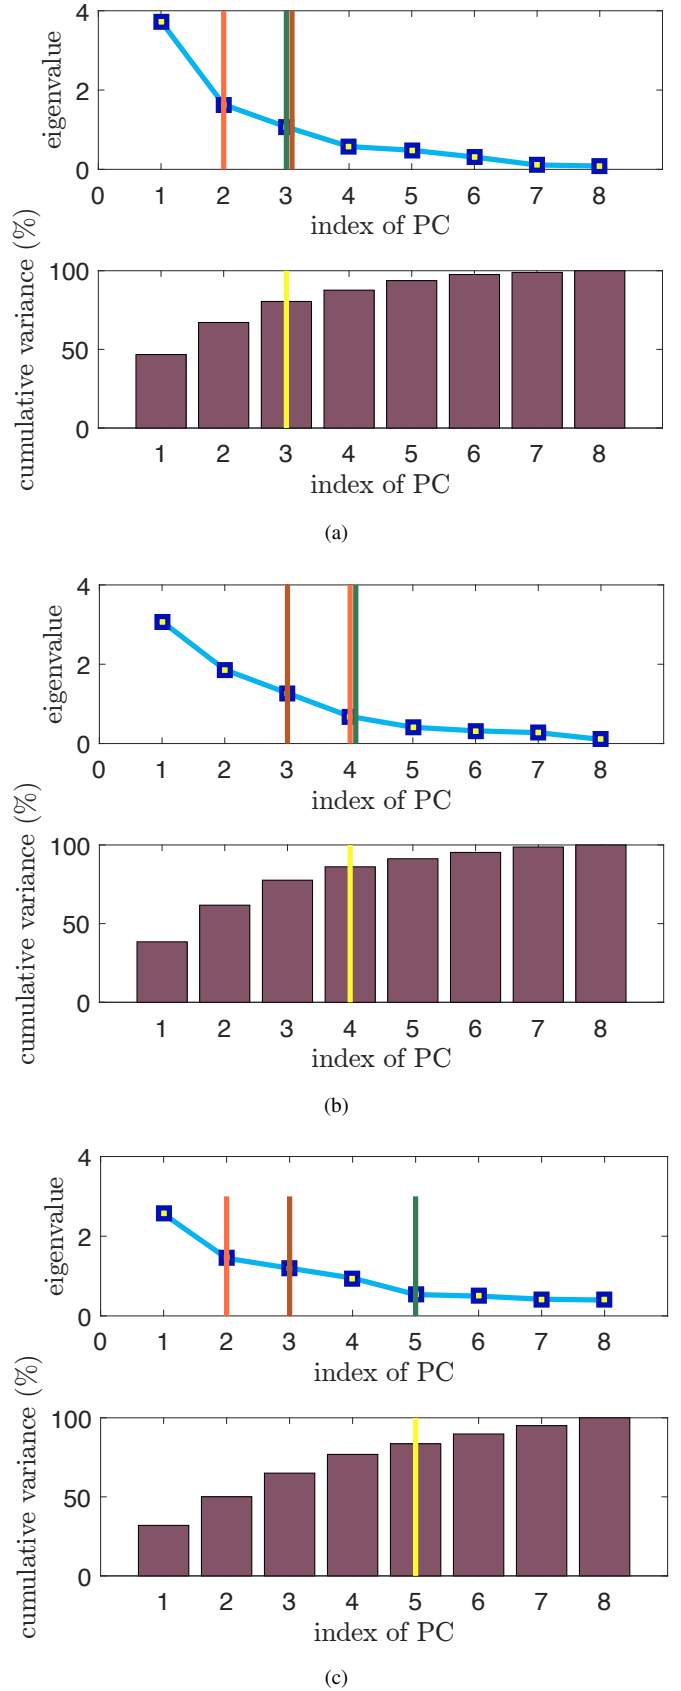 eigenvalue
4
2
0
0 1 2 3 4 5 6 7 8
index of PC
cumulative variance (%)
100
50
0
1 2 3 4 5 6 7 8
index of PC
(a)
eigenvalue
4
2
0
0 1 2 3 4 5 6 7 8
index of PC
cumulative variance (%)
100
50
0
1 2 3 4 5 6 7 8
index of PC
(b)
eigenvalue
4
2
0
0 1 2 3 4 5 6 7 8
index of PC
cumulative variance (%)
100
50
0
1 2 3 4 5 6 7 8
index of PC
(c)